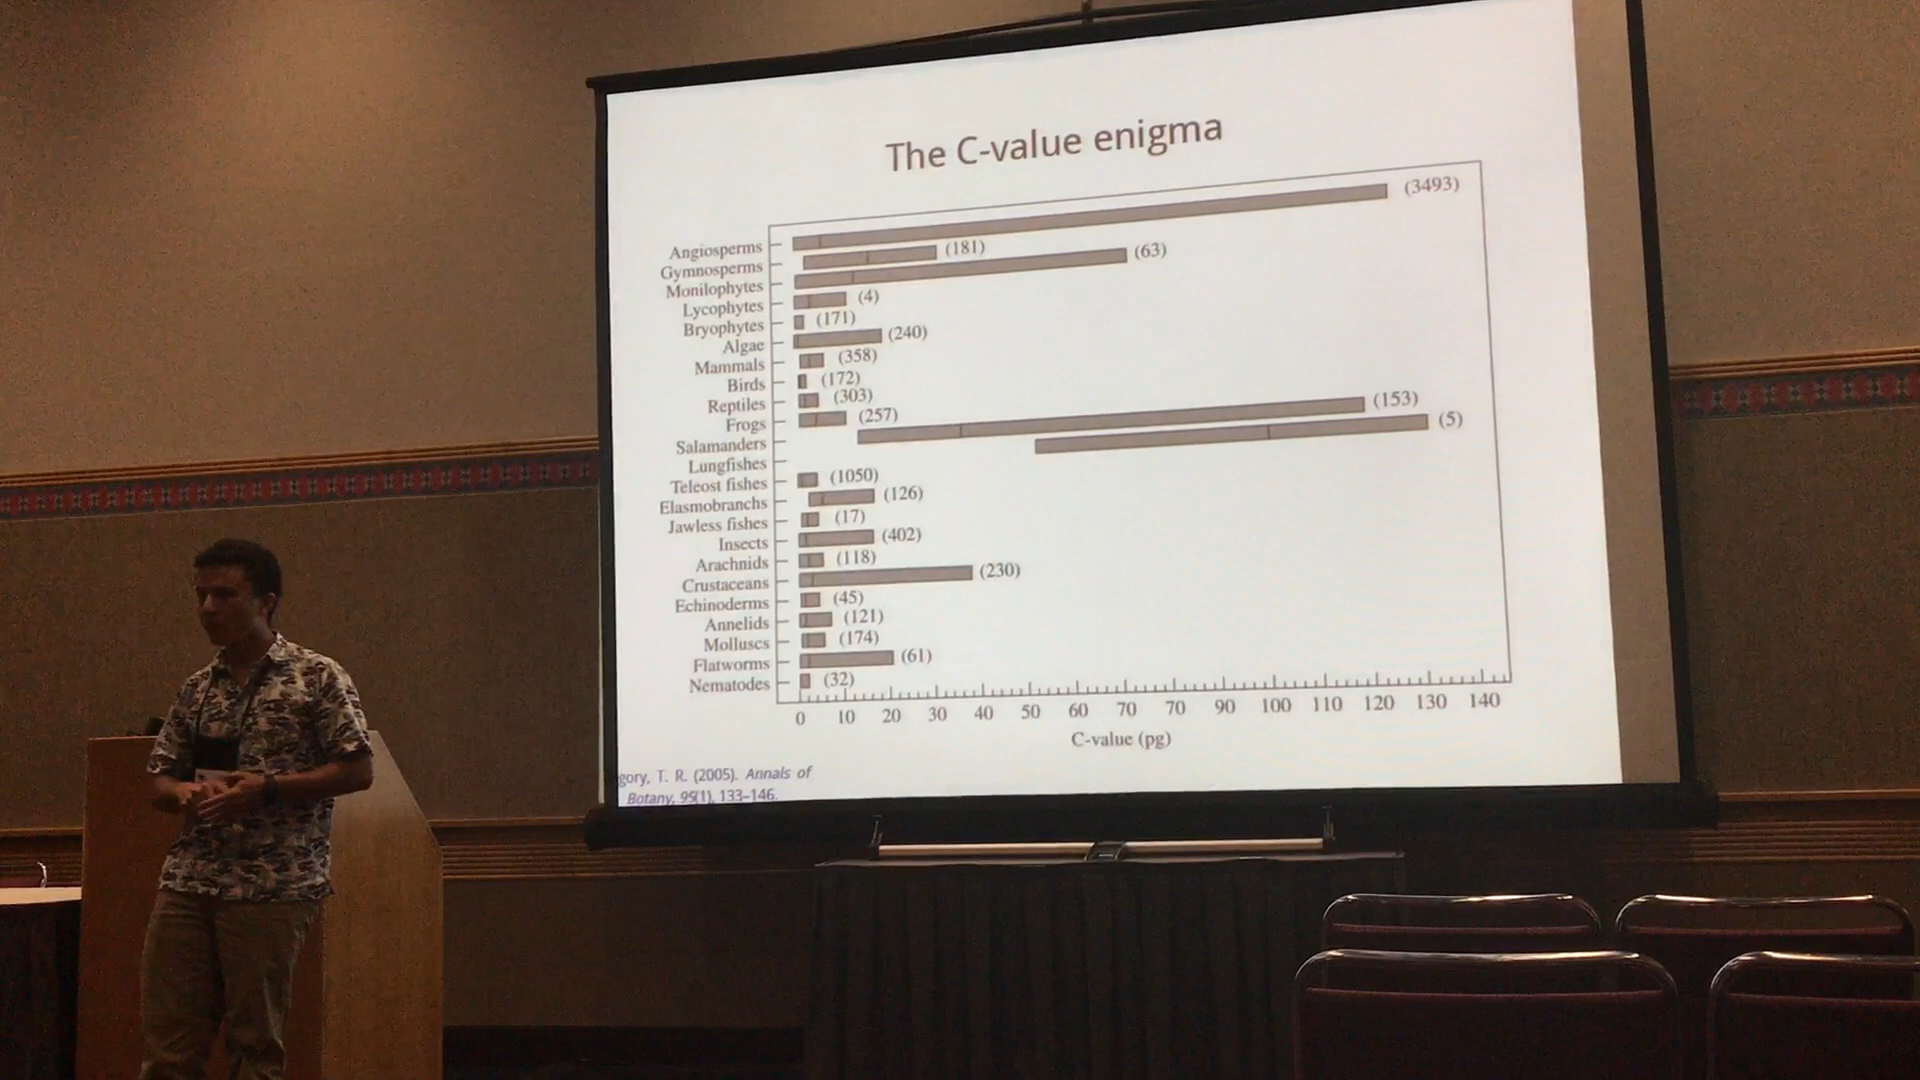 The C-value enigma
Angiosperms (3493)
Gymnosperms (181)
Monilophytes (63)
Lycophytes (4)
Bryophytes (171)
Algae (240)
Mammals (358)
Birds (172)
Reptiles (303)
Frogs (257)
Salamanders (153)
Lungfishes (5)
Teleost fishes (1050)
Elasmobranchs (126)
Jawless fishes (17)
Insects (402)
Arachnids (118)
Crustaceans (230)
Echinoderms (45)
Annelids (121)
Molluscs (174)
Flatworms (61)
Nematodes (32)
0 10 20 30 40 50 60 70 70 90 100 110 120 130 140
C-value (pg)
gory, T. R. (2005). Annals of
Botany, 95(1), 133–146.